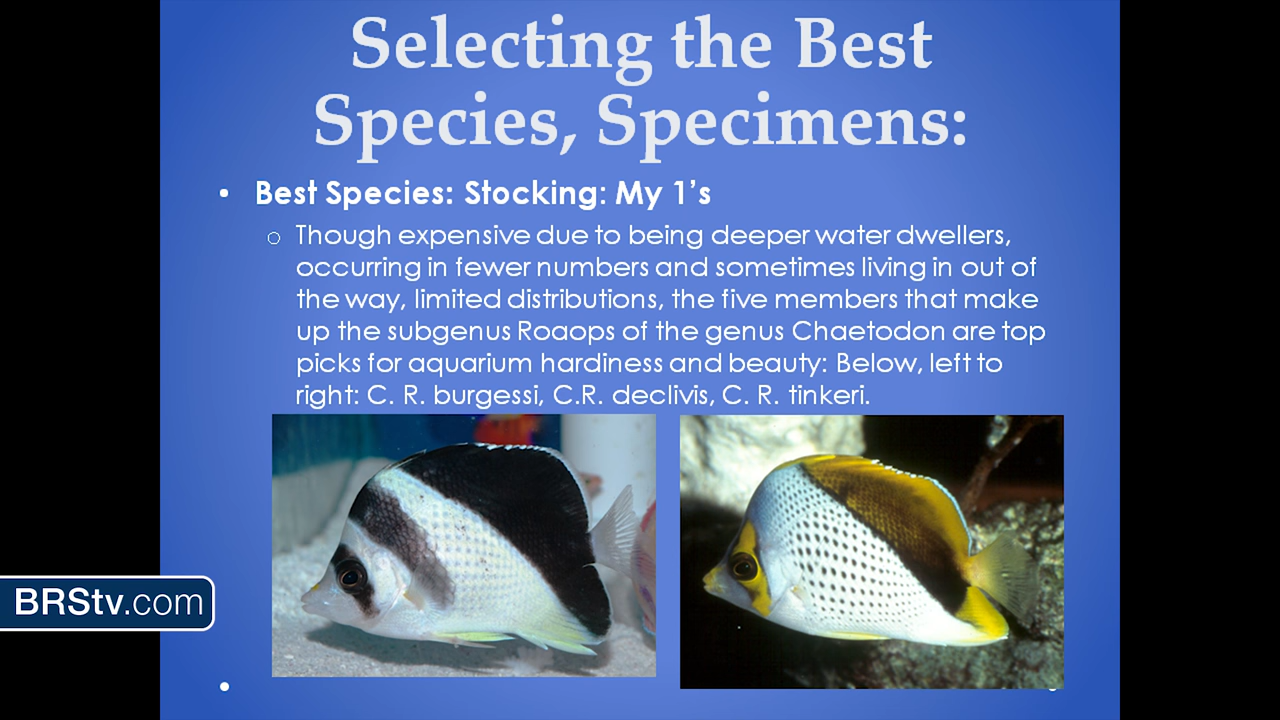 Selecting the Best
Species, Specimens:
• Best Species: Stocking: My 1’s
o Though expensive due to being deeper water dwellers,
occurring in fewer numbers and sometimes living in out of
the way, limited distributions, the five members that make
up the subgenus Roaops of the genus Chaetodon are top
picks for aquarium hardiness and beauty: Below, left to
right: C. R. burgessi, C.R. declivis, C. R. tinkeri.
BRStv.com